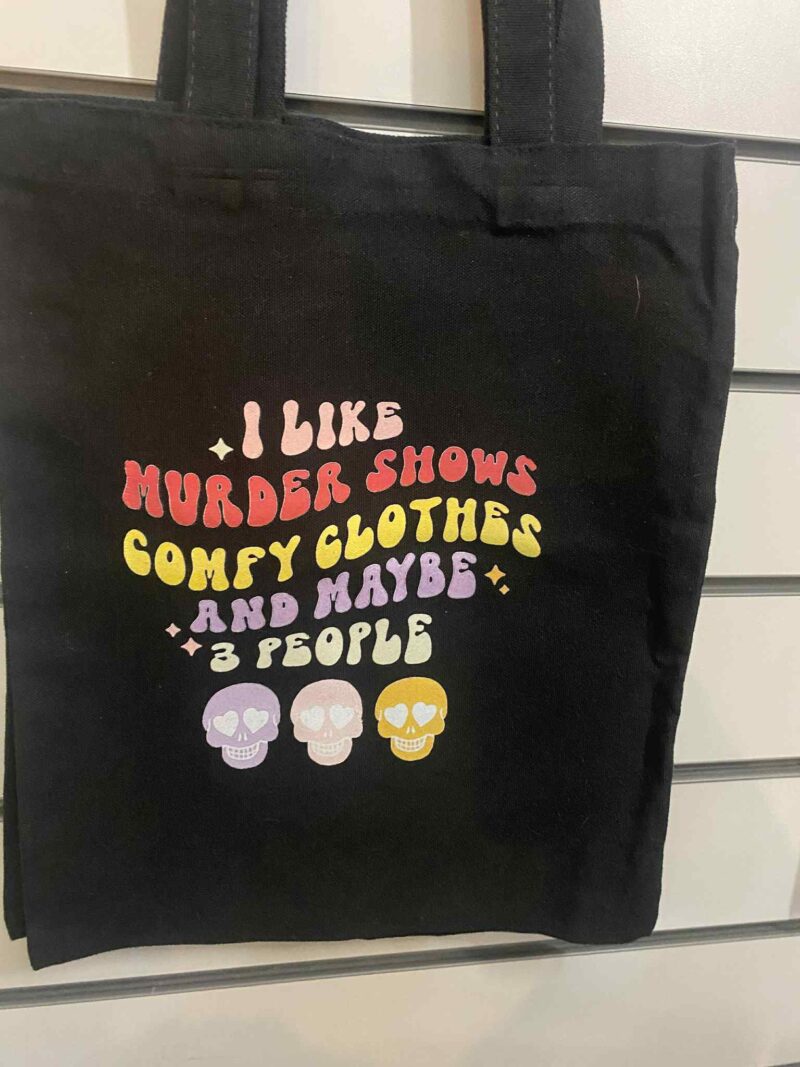 I LIKE
MURDER SHOWS
COMFY CLOTHES
AND MAYBE
3 PEOPLE